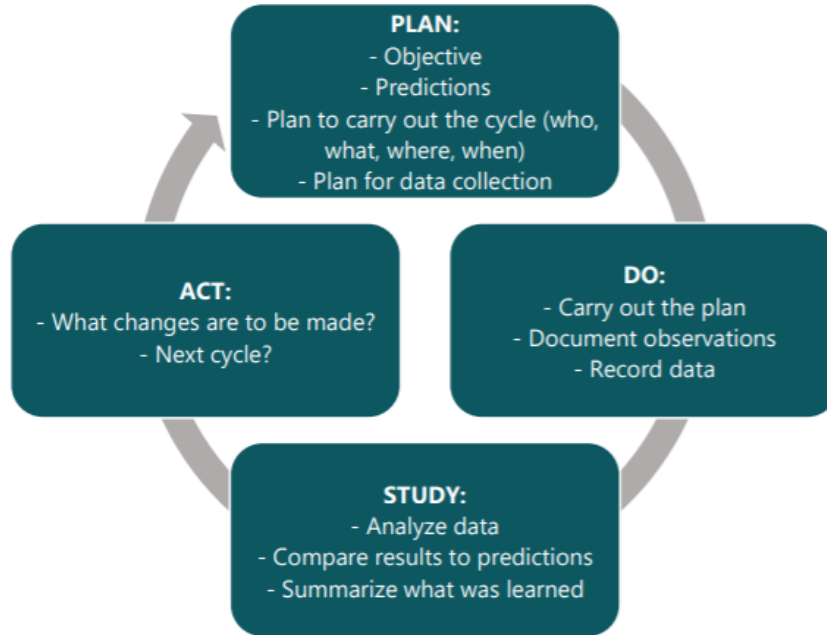 PLAN:
- Objective
- Predictions
- Plan to carry out the cycle (who,
what, where, when)
- Plan for data collection
DO:
- Carry out the plan
- Document observations
- Record data
STUDY:
- Analyze data
- Compare results to predictions
- Summarize what was learned
ACT:
- What changes are to be made?
- Next cycle?